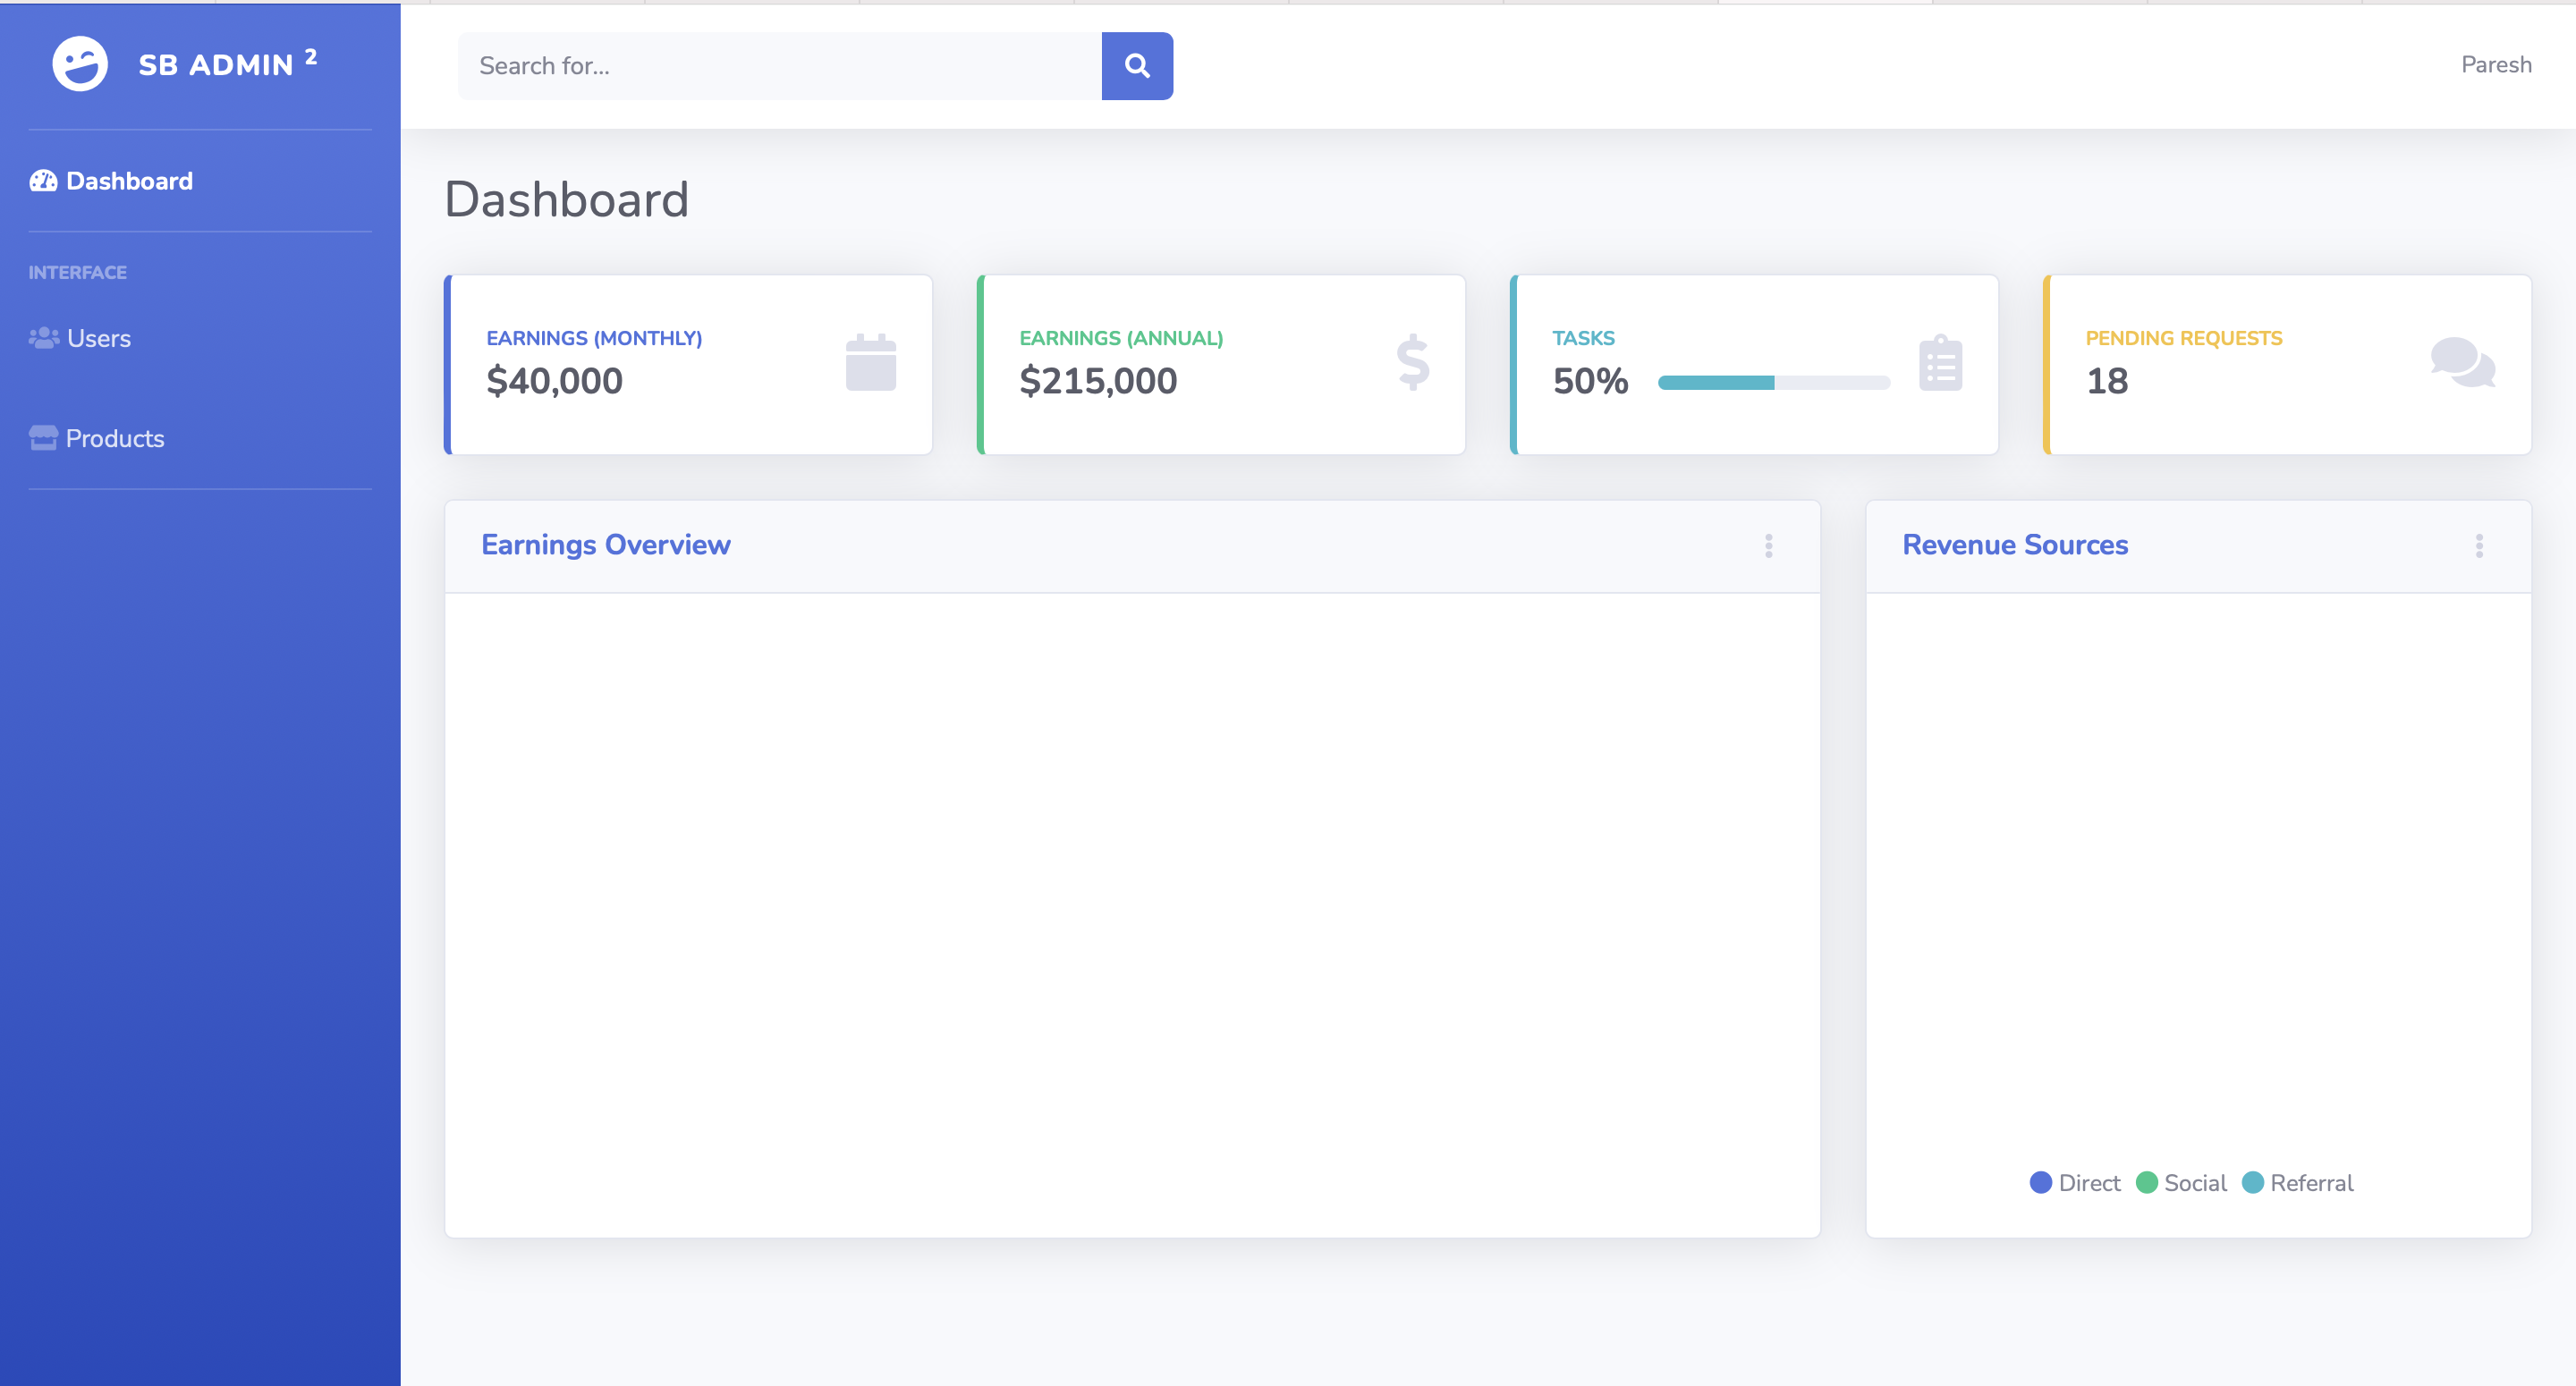 SB ADMIN 2
Search for...
Paresh
Dashboard
INTERFACE
Users
Products
Dashboard
EARNINGS (MONTHLY)
$40,000
EARNINGS (ANNUAL)
$215,000
TASKS
50%
PENDING REQUESTS
18
Earnings Overview
Revenue Sources
Direct Social Referral